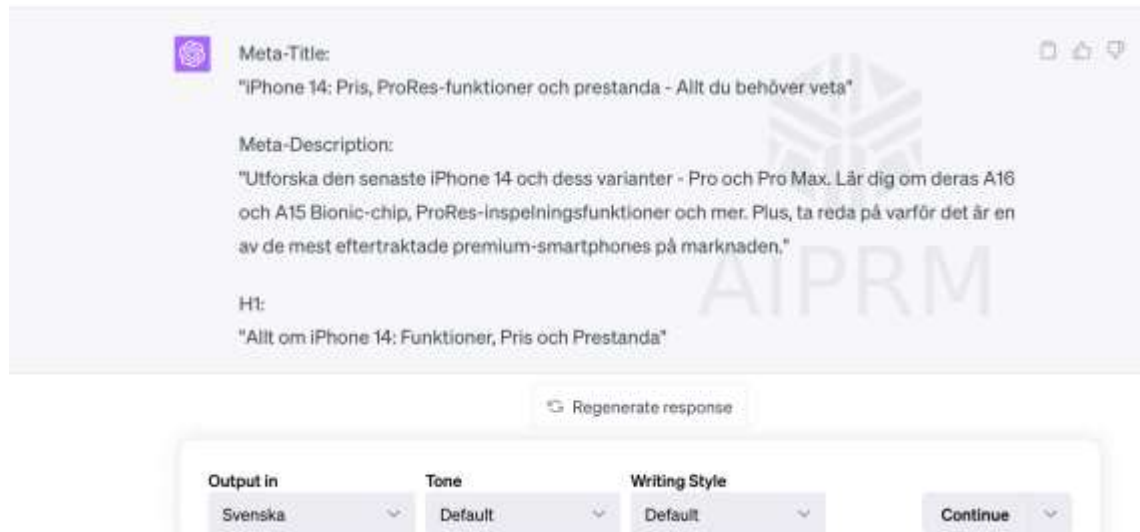 Meta-Title:
"iPhone 14: Pris, ProRes-funktioner och prestanda - Allt du behöver veta"
Meta-Description:
"Utforska den senaste iPhone 14 och dess varianter - Pro och Pro Max. Lär dig om deras A16
och A15 Bionic-chip, ProRes-inspelningsfunktioner och mer. Plus, ta reda på varför det är en
av de mest eftertraktade premium-smartphones på marknaden."
AIPRM
H1:
"Allt om iPhone 14: Funktioner, Pris och Prestanda"
Regenerate response
Output in
Tone
Writing Style
Svenska
Default
Default
Continue